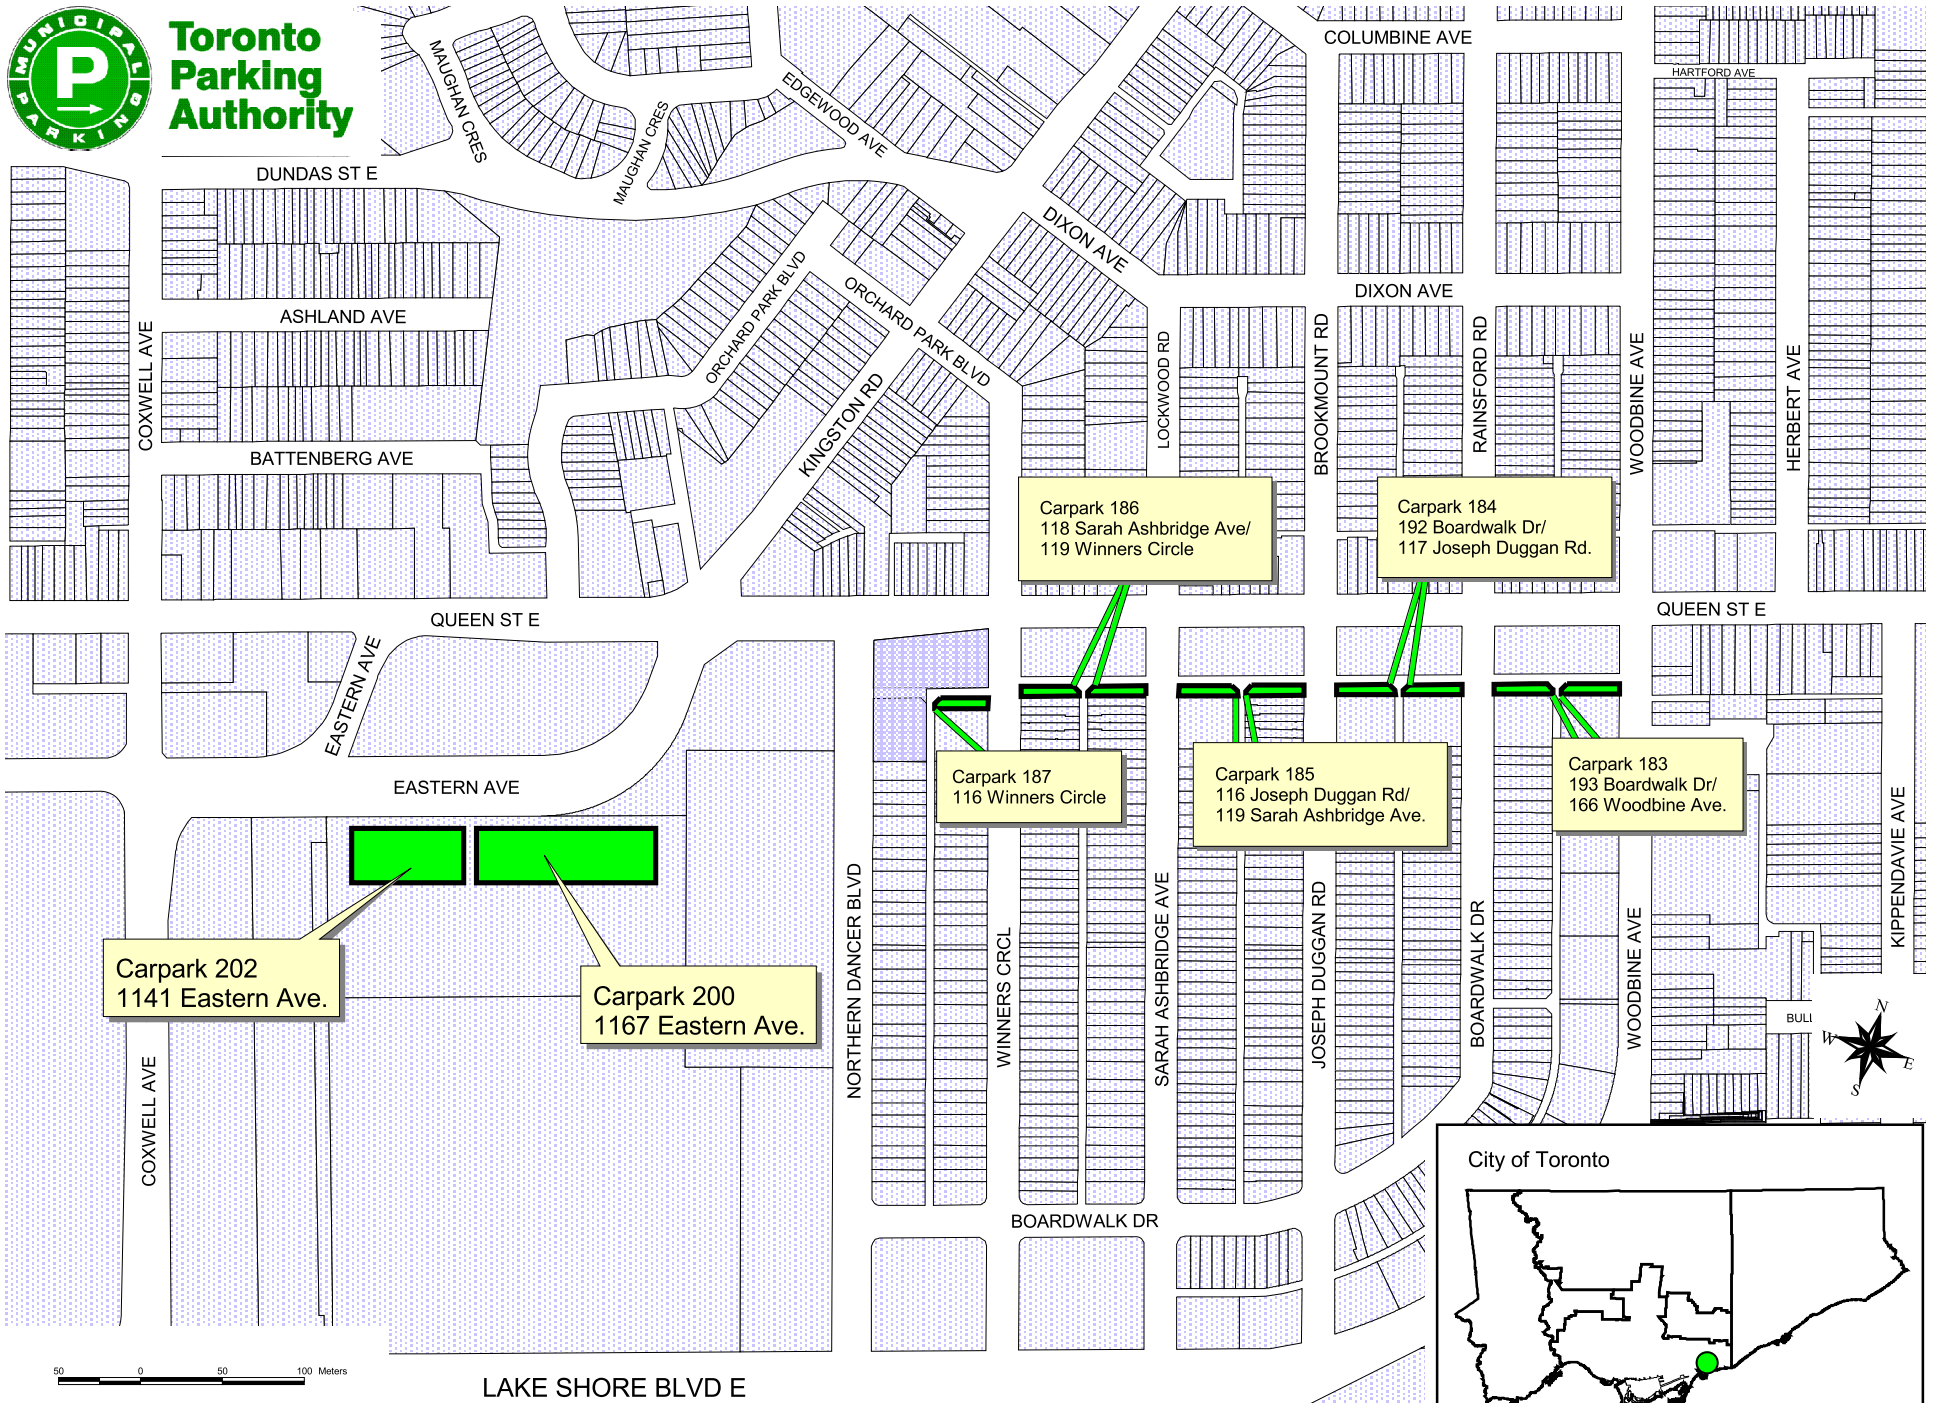 MUNICIPAL
P
PARKING
Toronto
Parking
Authority
MAUGHAN CRES
MAUGHAN CRES
EDGEWOOD AVE
COLUMBINE AVE
HARTFORD AVE
DUNDAS ST E
DIXON AVE
DIXON AVE
ORCHARD PARK BLVD
ORCHARD PARK BLVD
ASHLAND AVE
COXWELL AVE
BATTENBERG AVE
KINGSTON RD
LOCKWOOD RD
BROOKMOUNT RD
RAINSFORD RD
WOODBINE AVE
HERBERT AVE
Carpark 186
118 Sarah Ashbridge Ave/
119 Winners Circle
Carpark 184
192 Boardwalk Dr/
117 Joseph Duggan Rd.
QUEEN ST E
QUEEN ST E
EASTERN AVE
EASTERN AVE
Carpark 187
116 Winners Circle
Carpark 185
116 Joseph Duggan Rd/
119 Sarah Ashbridge Ave.
Carpark 183
193 Boardwalk Dr/
166 Woodbine Ave.
KIPPENDAVIE AVE
NORTHERN DANCER BLVD
WINNERS CRCL
SARAH ASHBRIDGE AVE
JOSEPH DUGGAN RD
BOARDWALK DR
WOODBINE AVE
Carpark 202
1141 Eastern Ave.
Carpark 200
1167 Eastern Ave.
BULL
N
W
E
S
COXWELL AVE
City of Toronto
BOARDWALK DR
50 0 50 100 Meters
LAKE SHORE BLVD E